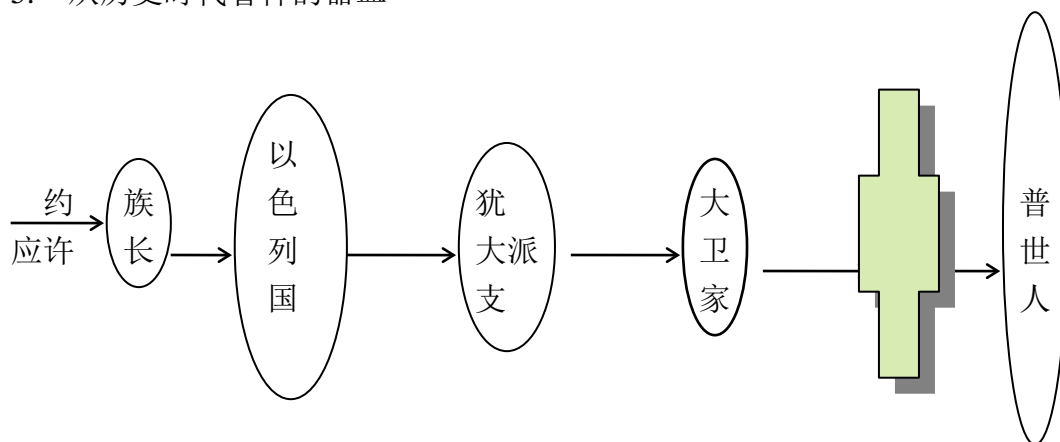 从历史时代看神的器皿
约
应许
族
长
以
色
列
国
犹
大派
支
大
卫
家
普
世
人